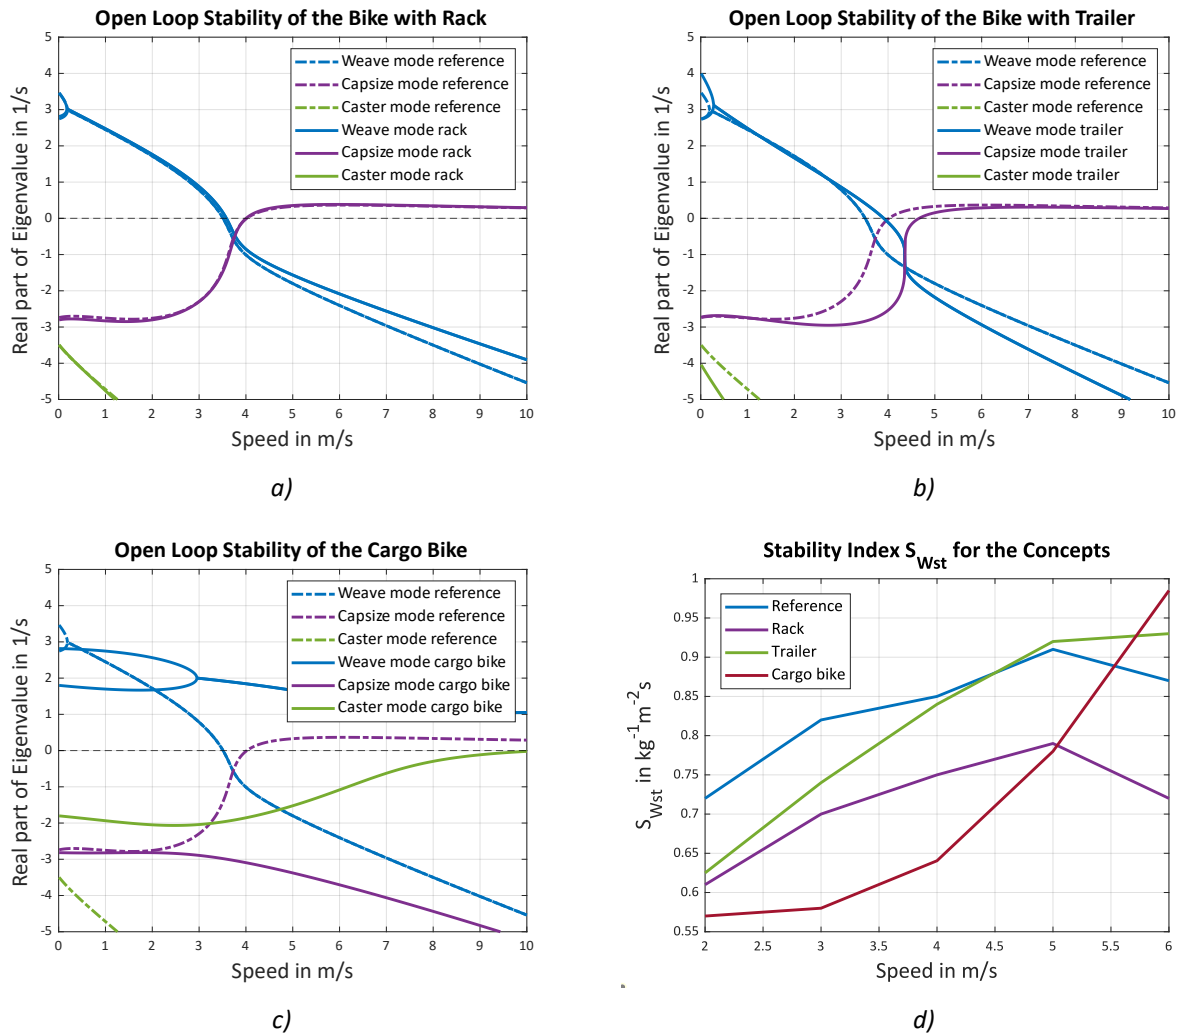 Open Loop Stability of the Bike with Rack
5
4
3
2
1
0
-1
-2
-3
-4
-5
Real part of Eigenvalue in 1/s
Weave mode reference
Capsize mode reference
Caster mode reference
Weave mode rack
Capsize mode rack
Caster mode rack
0 1 2 3 4 5 6 7 8 9 10
Speed in m/s
a)
Open Loop Stability of the Bike with Trailer
5
4
3
2
1
0
-1
-2
-3
-4
-5
Real part of Eigenvalue in 1/s
Weave mode reference
Capsize mode reference
Caster mode reference
Weave mode trailer
Capsize mode trailer
Caster mode trailer
0 1 2 3 4 5 6 7 8 9 10
Speed in m/s
b)
Open Loop Stability of the Cargo Bike
5
4
3
2
1
0
-1
-2
-3
-4
-5
Real part of Eigenvalue in 1/s
Weave mode reference
Capsize mode reference
Caster mode reference
Weave mode cargo bike
Capsize mode cargo bike
Caster mode cargo bike
0 1 2 3 4 5 6 7 8 9 10
Speed in m/s
c)
Stability Index S_Wst for the Concepts
1
0.95
0.9
0.85
0.8
0.75
0.7
0.65
0.6
0.55
S_Wst in kg⁻¹ m⁻² s
Reference
Rack
Trailer
Cargo bike
2 2.5 3 3.5 4 4.5 5 5.5 6
Speed in m/s
d)